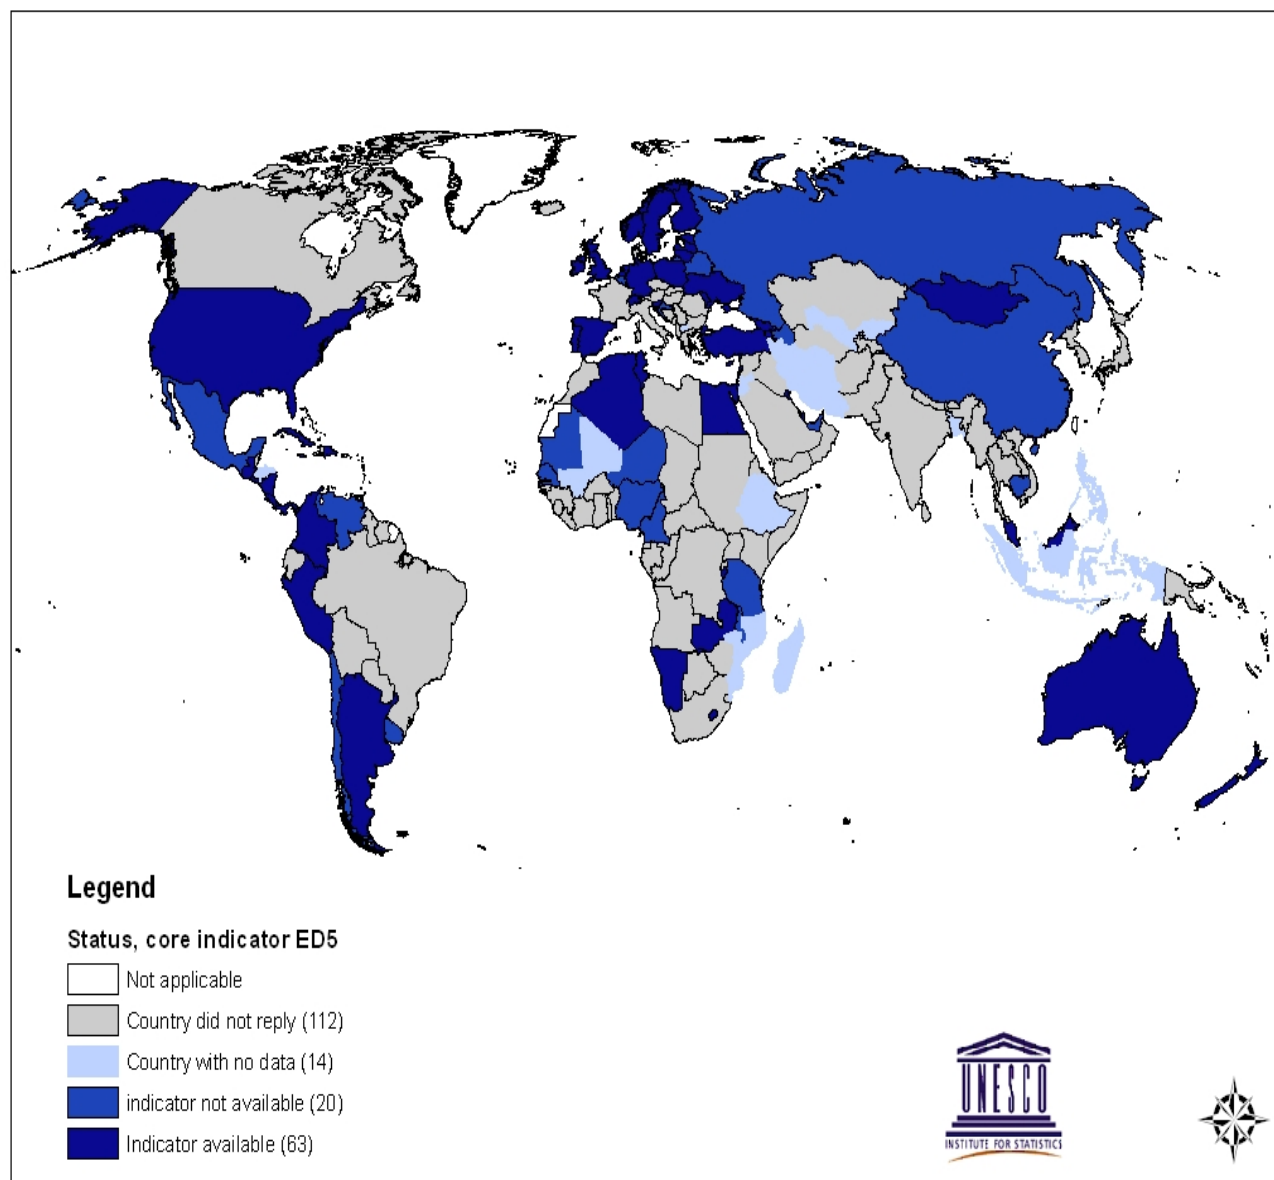 Legend
Status, core indicator ED5
Not applicable
Country did not reply (112)
Country with no data (14)
indicator not available (20)
Indicator available (63)
UNESCO
INSTITUTE FOR STATISTICS